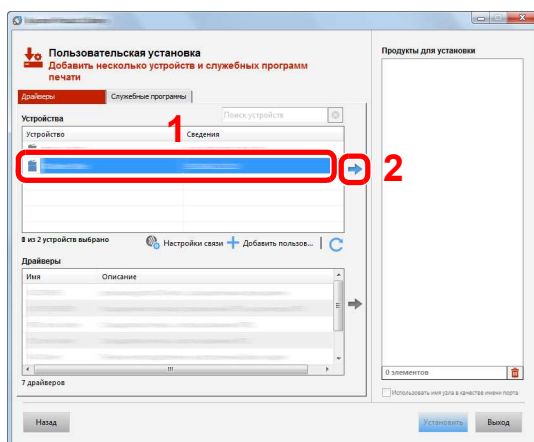 Пользовательская установка
Добавить несколько устройств и служебных программ
печати
Драйверы
Служебные программы
Устройства
Поиск устройств
Устройство
Сведения
1
2
из 2 устройств выбрано
Настройки связи
Добавить пользов...
Драйверы
Имя
Описание
7 драйверов
Продукты для установки
0 элементов
Использовать имя узла в качестве имени порта
Назад
Установить
Выход